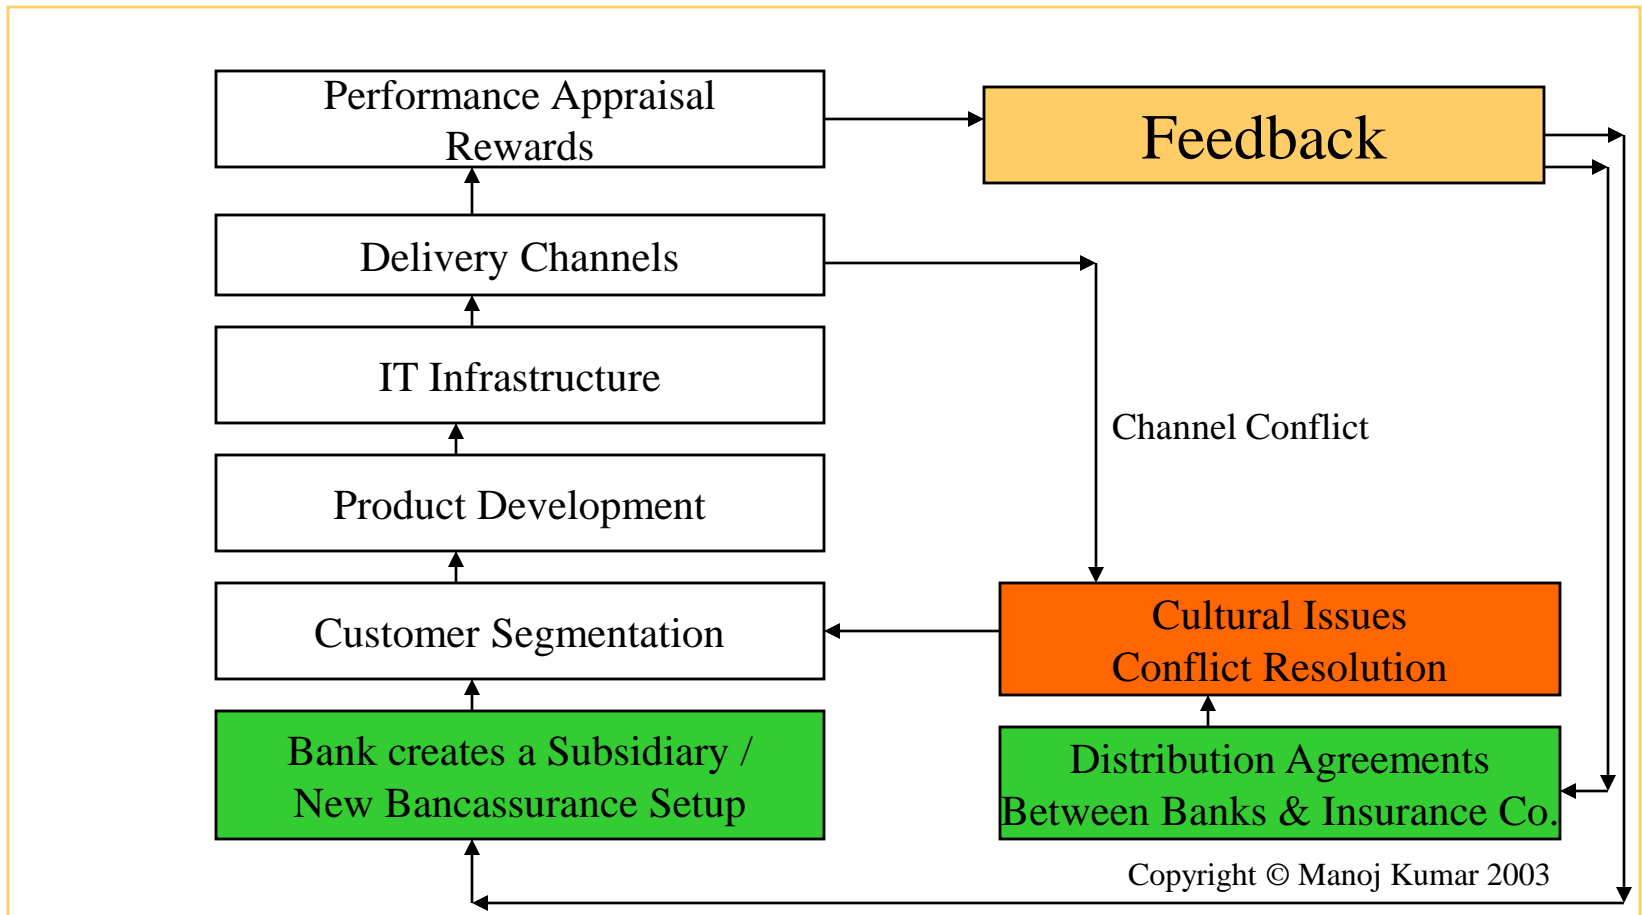 Performance Appraisal
Rewards
Feedback
Delivery Channels
IT Infrastructure
Channel Conflict
Product Development
Customer Segmentation
Cultural Issues
Conflict Resolution
Bank creates a Subsidiary /
New Bancassurance Setup
Distribution Agreements
Between Banks & Insurance Co.
Copyright © Manoj Kumar 2003